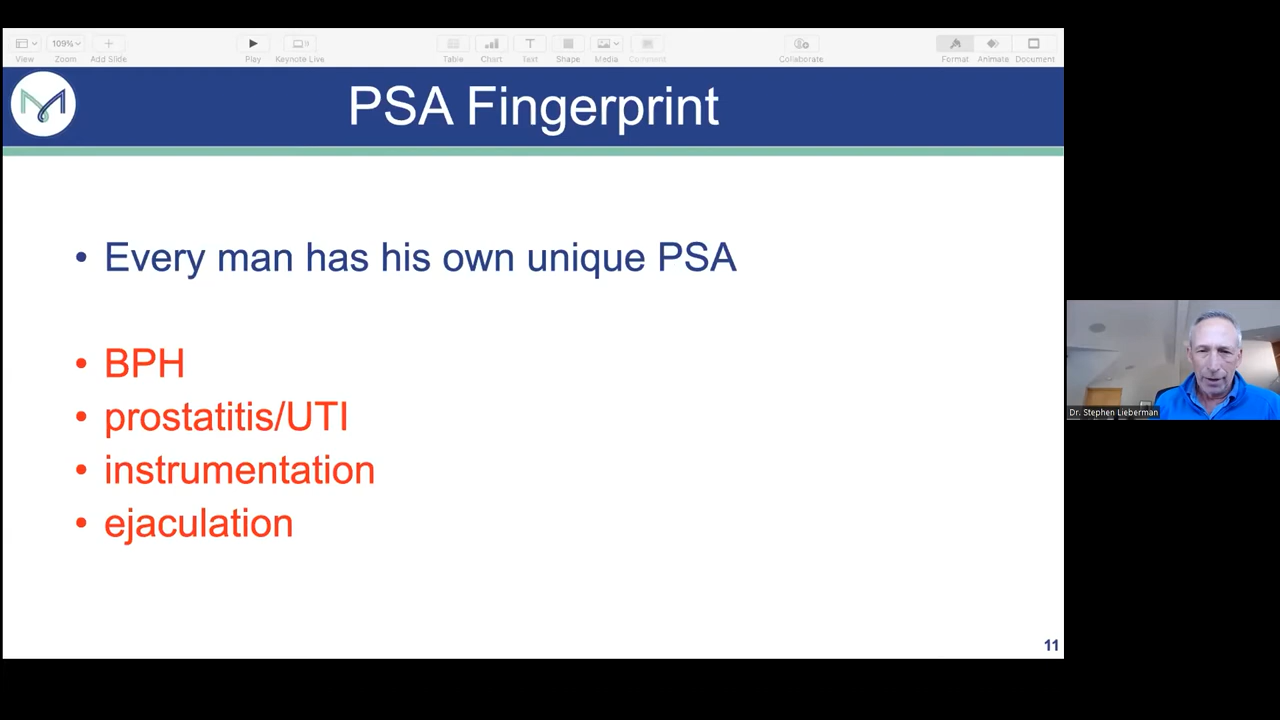 109%
View
Zoom
Add Slide
Play
Keynote Live
Table
Chart
Text
Shape
Media
Comment
Collaborate
Format
Animate
Document
PSA Fingerprint
• Every man has his own unique PSA
• BPH
• prostatitis/UTI
• instrumentation
• ejaculation
11
Dr. Stephen Lieberman